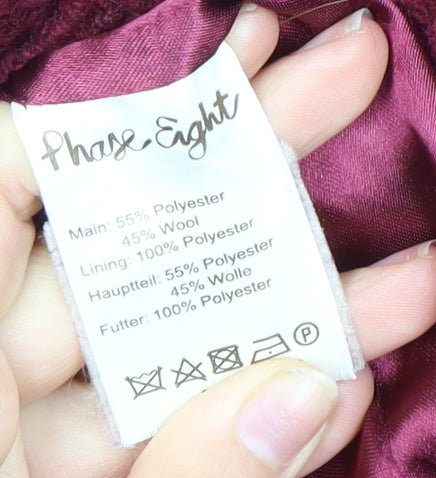 Phase Eight
Main: 55% Polyester
45% Wool
Lining: 100% Polyester
Hauptteil: 55% Polyester
45% Wolle
Futter: 100% Polyester
P